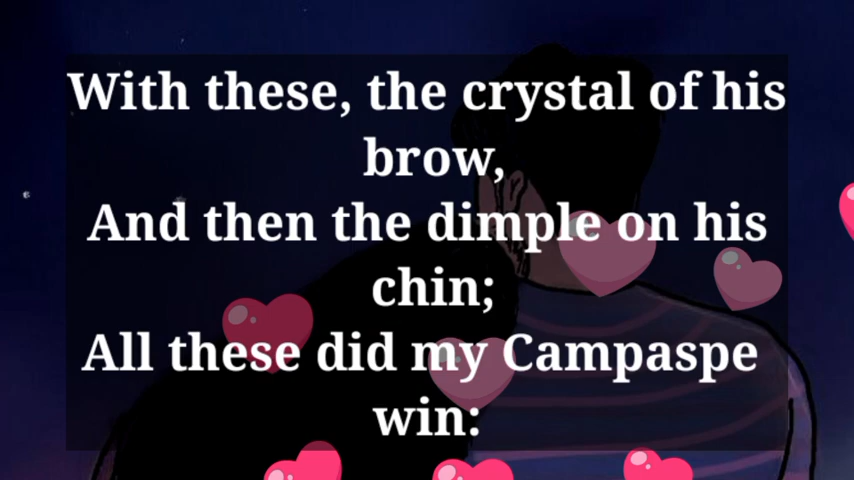 With these, the crystal of his
brow,
And then the dimple on his
chin;
All these did my Campaspe
win: